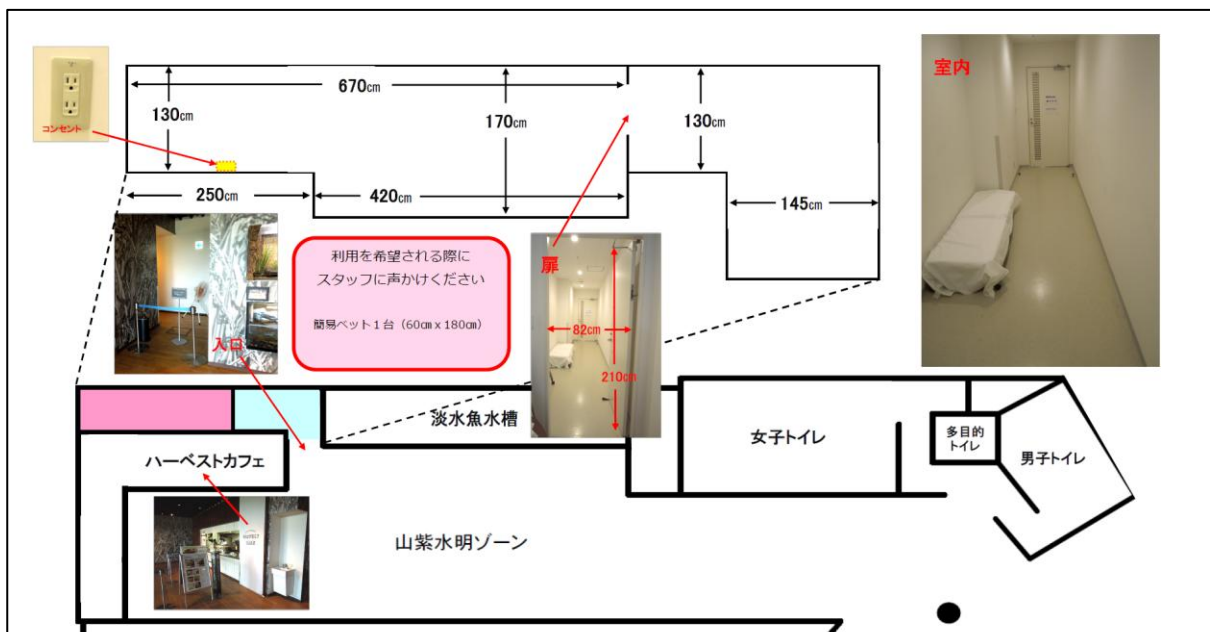 コンセント
670㎝
130㎝
170㎝
130㎝
250㎝
420㎝
145㎝
室内
利用を希望される際に
スタッフに声かけください
簡易ベット1台（60㎝x180㎝）
扉
82㎝
210㎝
入口
淡水魚水槽
女子トイレ
多目的
トイレ
男子トイレ
ハーベストカフェ
山紫水明ゾーン